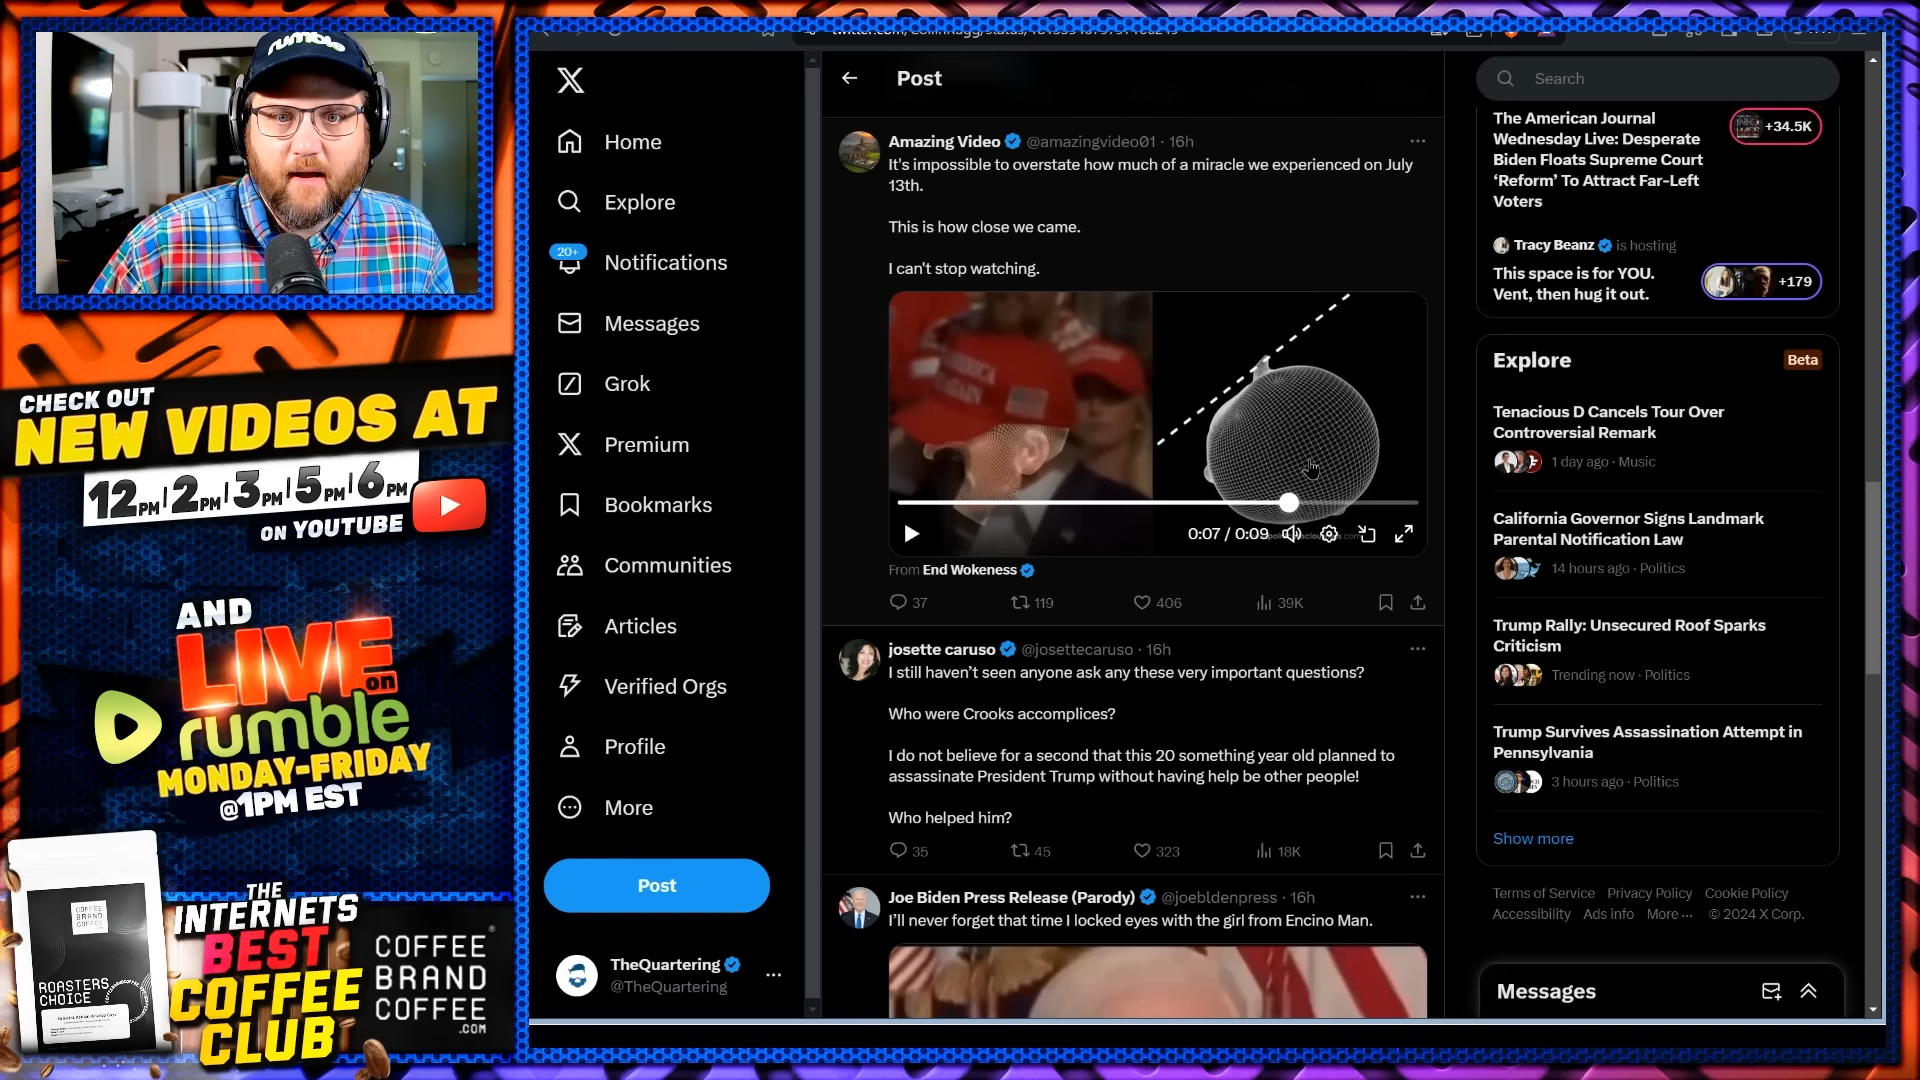 rumble
CHECK OUT
NEW VIDEOS AT
12PM | 2PM | 3PM | 5PM | 6PM
ON YOUTUBE
AND
LIVE
on
rumble
MONDAY-FRIDAY
@1PM EST
COFFEE
BRAND
COFFEE
ROASTERS
CHOICE
THE
INTERNETS
BEST
COFFEE
CLUB
COFFEE
BRAND
COFFEE
.COM
Home
Explore
20+
Notifications
Messages
Grok
Premium
Bookmarks
Communities
Articles
Verified Orgs
Profile
More
Post
TheQuartering
@TheQuartering
Post
Amazing Video @amazingvideo01 · 16h
It's impossible to overstate how much of a miracle we experienced on July
13th.
This is how close we came.
I can't stop watching.
0:07 / 0:09
From End Wokeness
37 119 406 39K
josette caruso @josettecaruso · 16h
I still haven’t seen anyone ask any these very important questions?
Who were Crooks accomplices?
I do not believe for a second that this 20 something year old planned to
assassinate President Trump without having help be other people!
Who helped him?
35 45 323 18K
Joe Biden Press Release (Parody) @joebldenpress · 16h
I’ll never forget that time I locked eyes with the girl from Encino Man.
Search
The American Journal
Wednesday Live: Desperate
Biden Floats Supreme Court
‘Reform’ To Attract Far-Left
Voters
+34.5K
Tracy Beanz is hosting
This space is for YOU.
Vent, then hug it out.
+179
Explore
Beta
Tenacious D Cancels Tour Over
Controversial Remark
1 day ago · Music
California Governor Signs Landmark
Parental Notification Law
14 hours ago · Politics
Trump Rally: Unsecured Roof Sparks
Criticism
Trending now · Politics
Trump Survives Assassination Attempt in
Pennsylvania
3 hours ago · Politics
Show more
Terms of Service Privacy Policy Cookie Policy
Accessibility Ads info More ··· © 2024 X Corp.
Messages